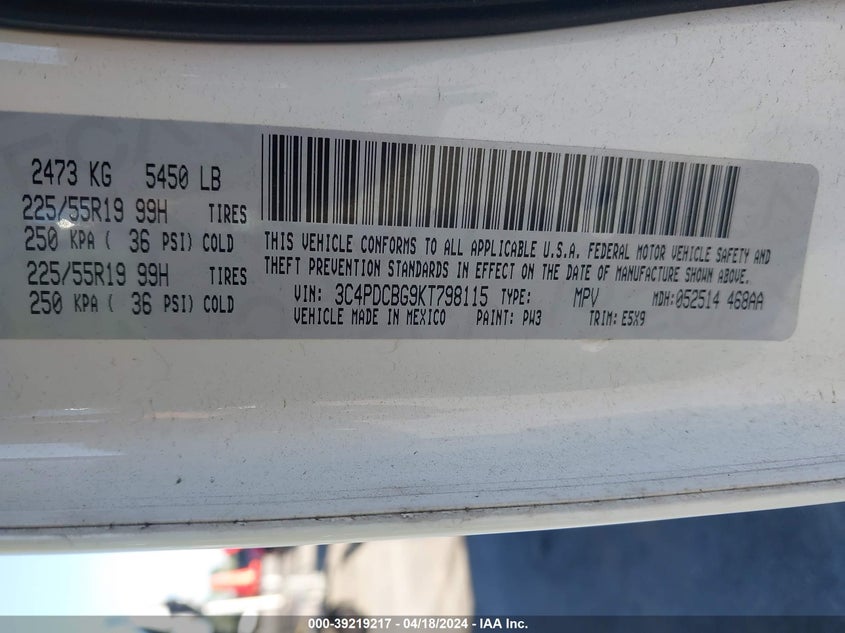 2473 KG 5450 LB
225/55R19 99H TIRES
250 KPA ( 36 PSI) COLD
225/55R19 99H TIRES
250 KPA ( 36 PSI) COLD
THIS VEHICLE CONFORMS TO ALL APPLICABLE U.S.A. FEDERAL MOTOR VEHICLE SAFETY AND
THEFT PREVENTION STANDARDS IN EFFECT ON THE DATE OF MANUFACTURE SHOWN ABOVE.
VIN: 3C4PDCBG9KT798115 TYPE: MPV MDH:052514 468AA
VEHICLE MADE IN MEXICO PAINT: PW3 TRIM: E5X9
000-39219217 - 04/18/2024 - IAA Inc.